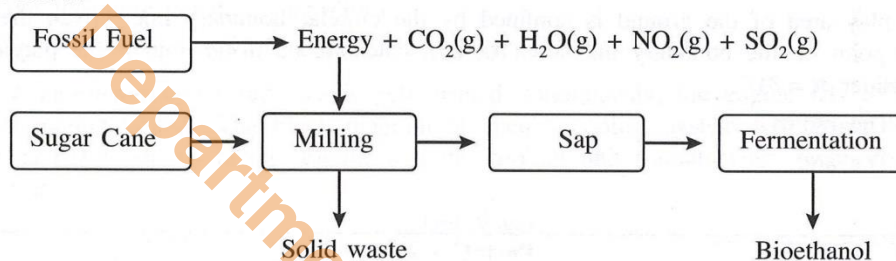 Fossil Fuel Energy + CO₂(g) + H₂O(g) + NO₂(g) + SO₂(g)
Sugar Cane Milling Sap Fermentation
Solid waste Bioethanol
Departm